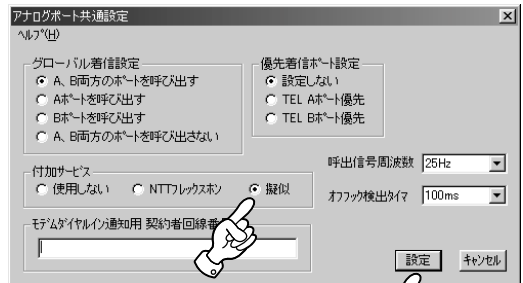 アナログポート共通設定
ヘルプ(H)
グローバル着信設定
A、B両方のポートを呼び出す
Aポートを呼び出す
Bポートを呼び出す
A、B両方のポートを呼び出さない
優先着信ポート設定
設定しない
TEL Aポート優先
TEL Bポート優先
付加サービス
使用しない NTTフレックスホン 擬似
呼出信号周波数 25Hz
オフフック検出タイマ 100ms
モデムダイヤルイン通知用 契約者回線番
設定 キャンセル